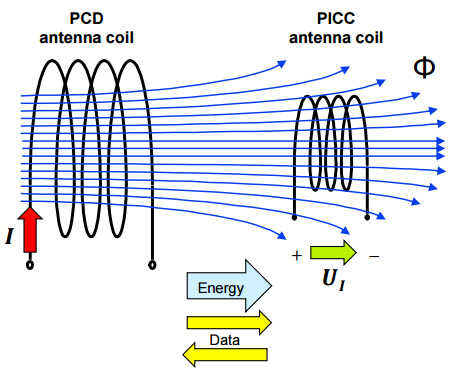 PCD
antenna coil
PICC
antenna coil
Φ
I
+ −
U_I
Energy
Data